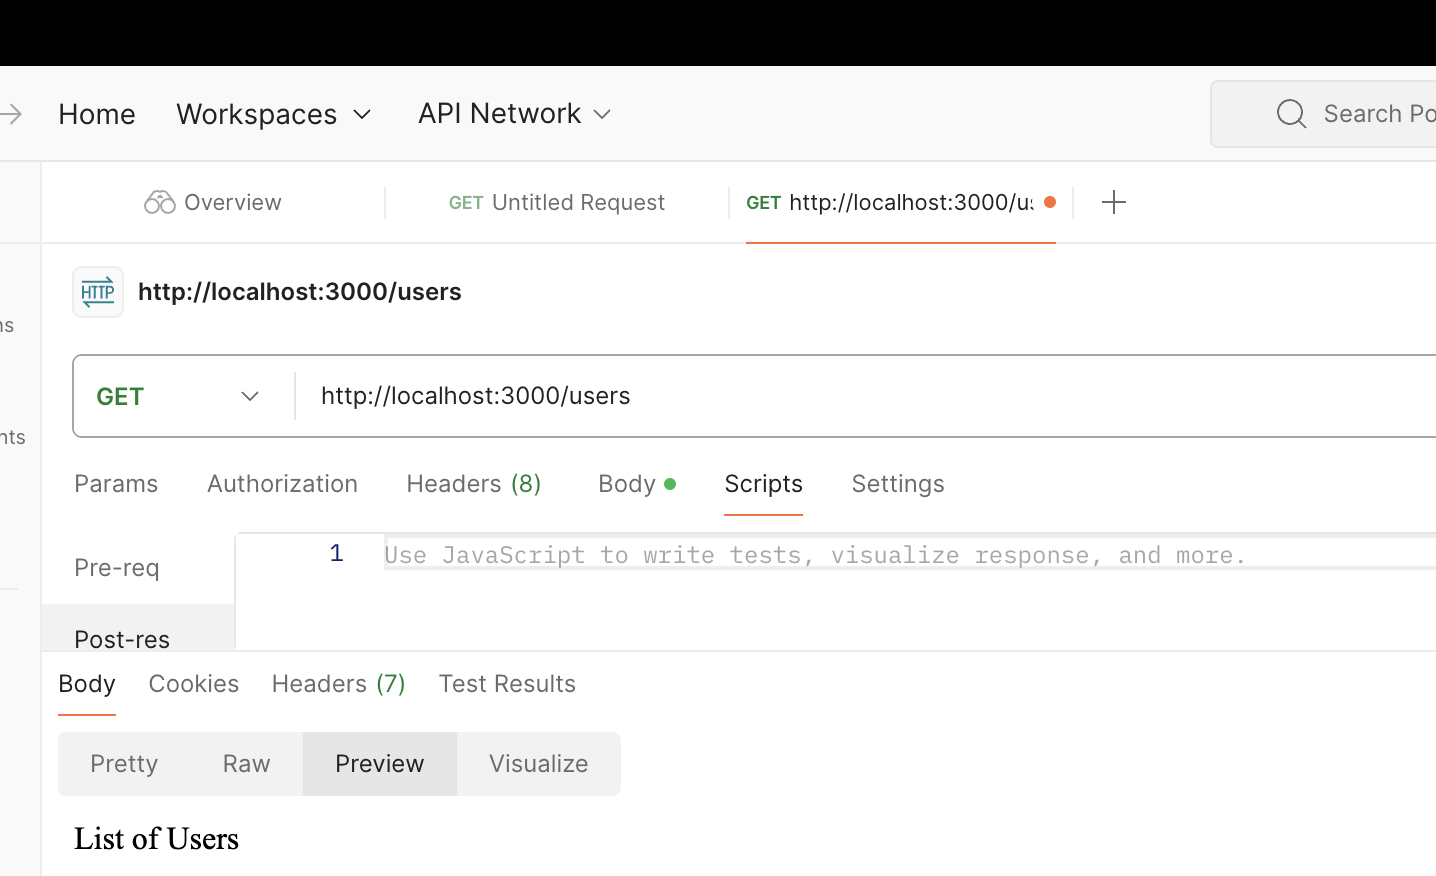 Home Workspaces API Network Search Po
Overview GET Untitled Request GET http://localhost:3000/us
HTTP http://localhost:3000/users
GET http://localhost:3000/users
Params Authorization Headers (8) Body Scripts Settings
1 Use JavaScript to write tests, visualize response, and more.
Pre-req
Post-res
Body Cookies Headers (7) Test Results
Pretty Raw Preview Visualize
List of Users